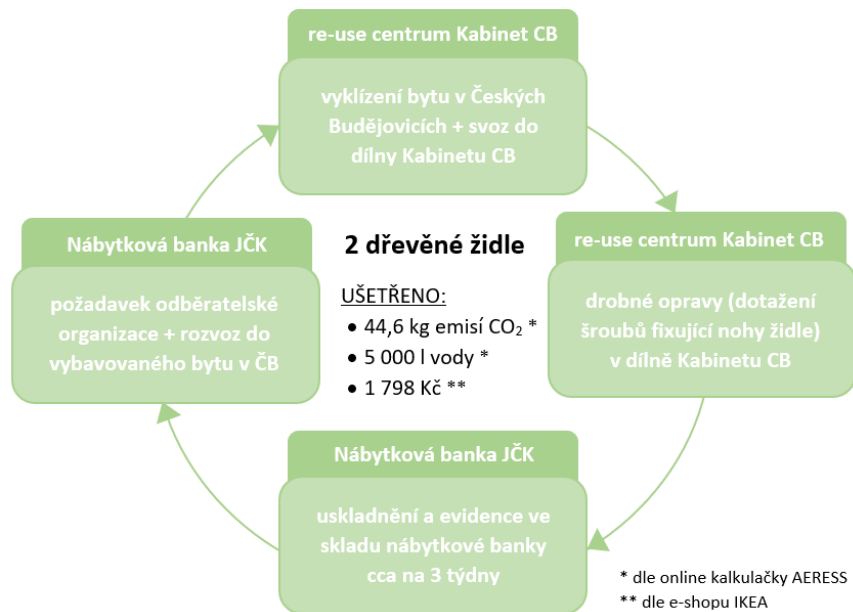 re-use centrum Kabinet CB
vyklízení bytu v Českých
Budějovicích + svoz do
dílny Kabinetu CB
re-use centrum Kabinet CB
drobné opravy (dotažení
šroubů fixující nohy židle)
v dílně Kabinetu CB
Nábytková banka JČK
uskladnění a evidence ve
skladu nábytkové banky
cca na 3 týdny
Nábytková banka JČK
požadavek odběratelské
organizace + rozvoz do
vybavovaného bytu v ČB
2 dřevěné židle
UŠETŘENO:
• 44,6 kg emisí CO₂ *
• 5 000 l vody *
• 1 798 Kč **
* dle online kalkulačky AERESS
** dle e-shopu IKEA